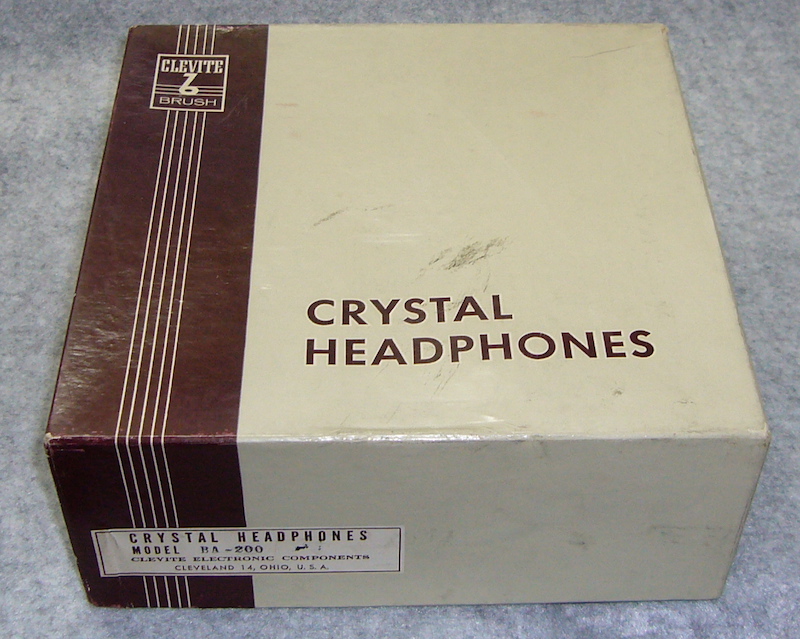 CLEVITE
BRUSH
CRYSTAL
HEADPHONES
CRYSTAL HEADPHONES
MODEL BA-200
CLEVITE ELECTRONIC COMPONENTS
CLEVELAND 14, OHIO, U.S.A.